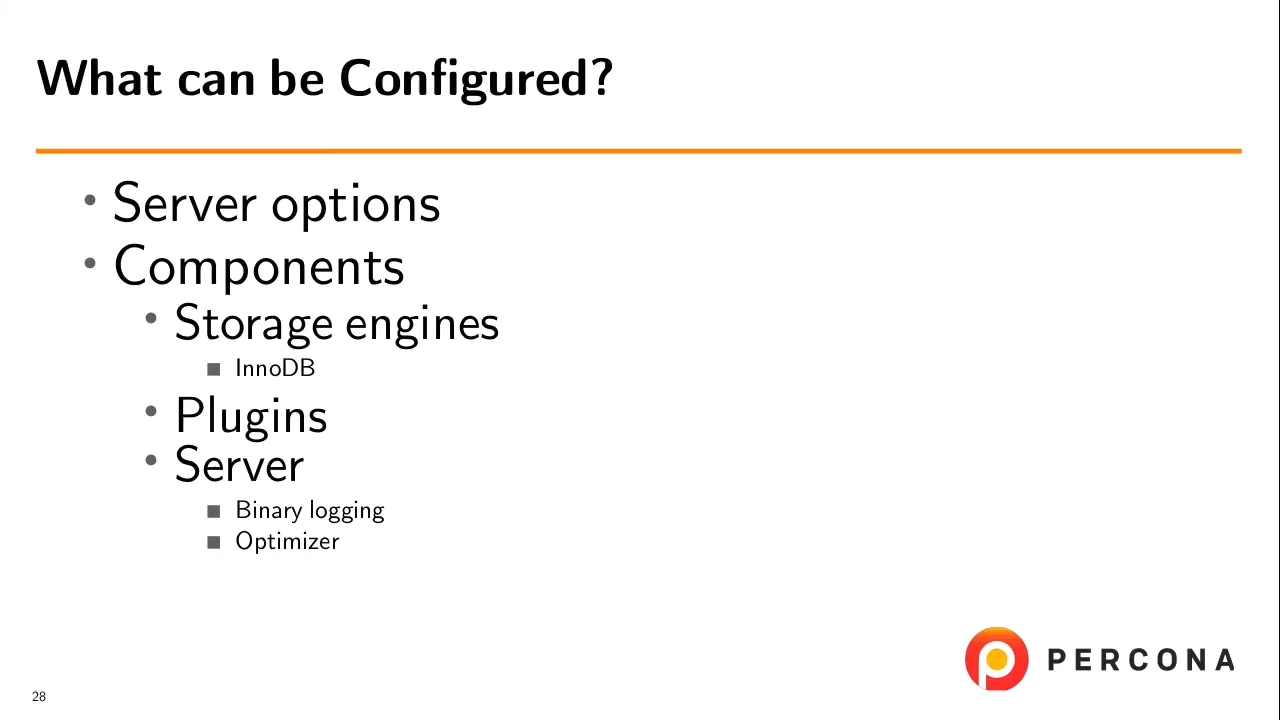 What can be Configured?
• Server options
• Components
• Storage engines
■ InnoDB
• Plugins
• Server
■ Binary logging
■ Optimizer
PERCONA
28